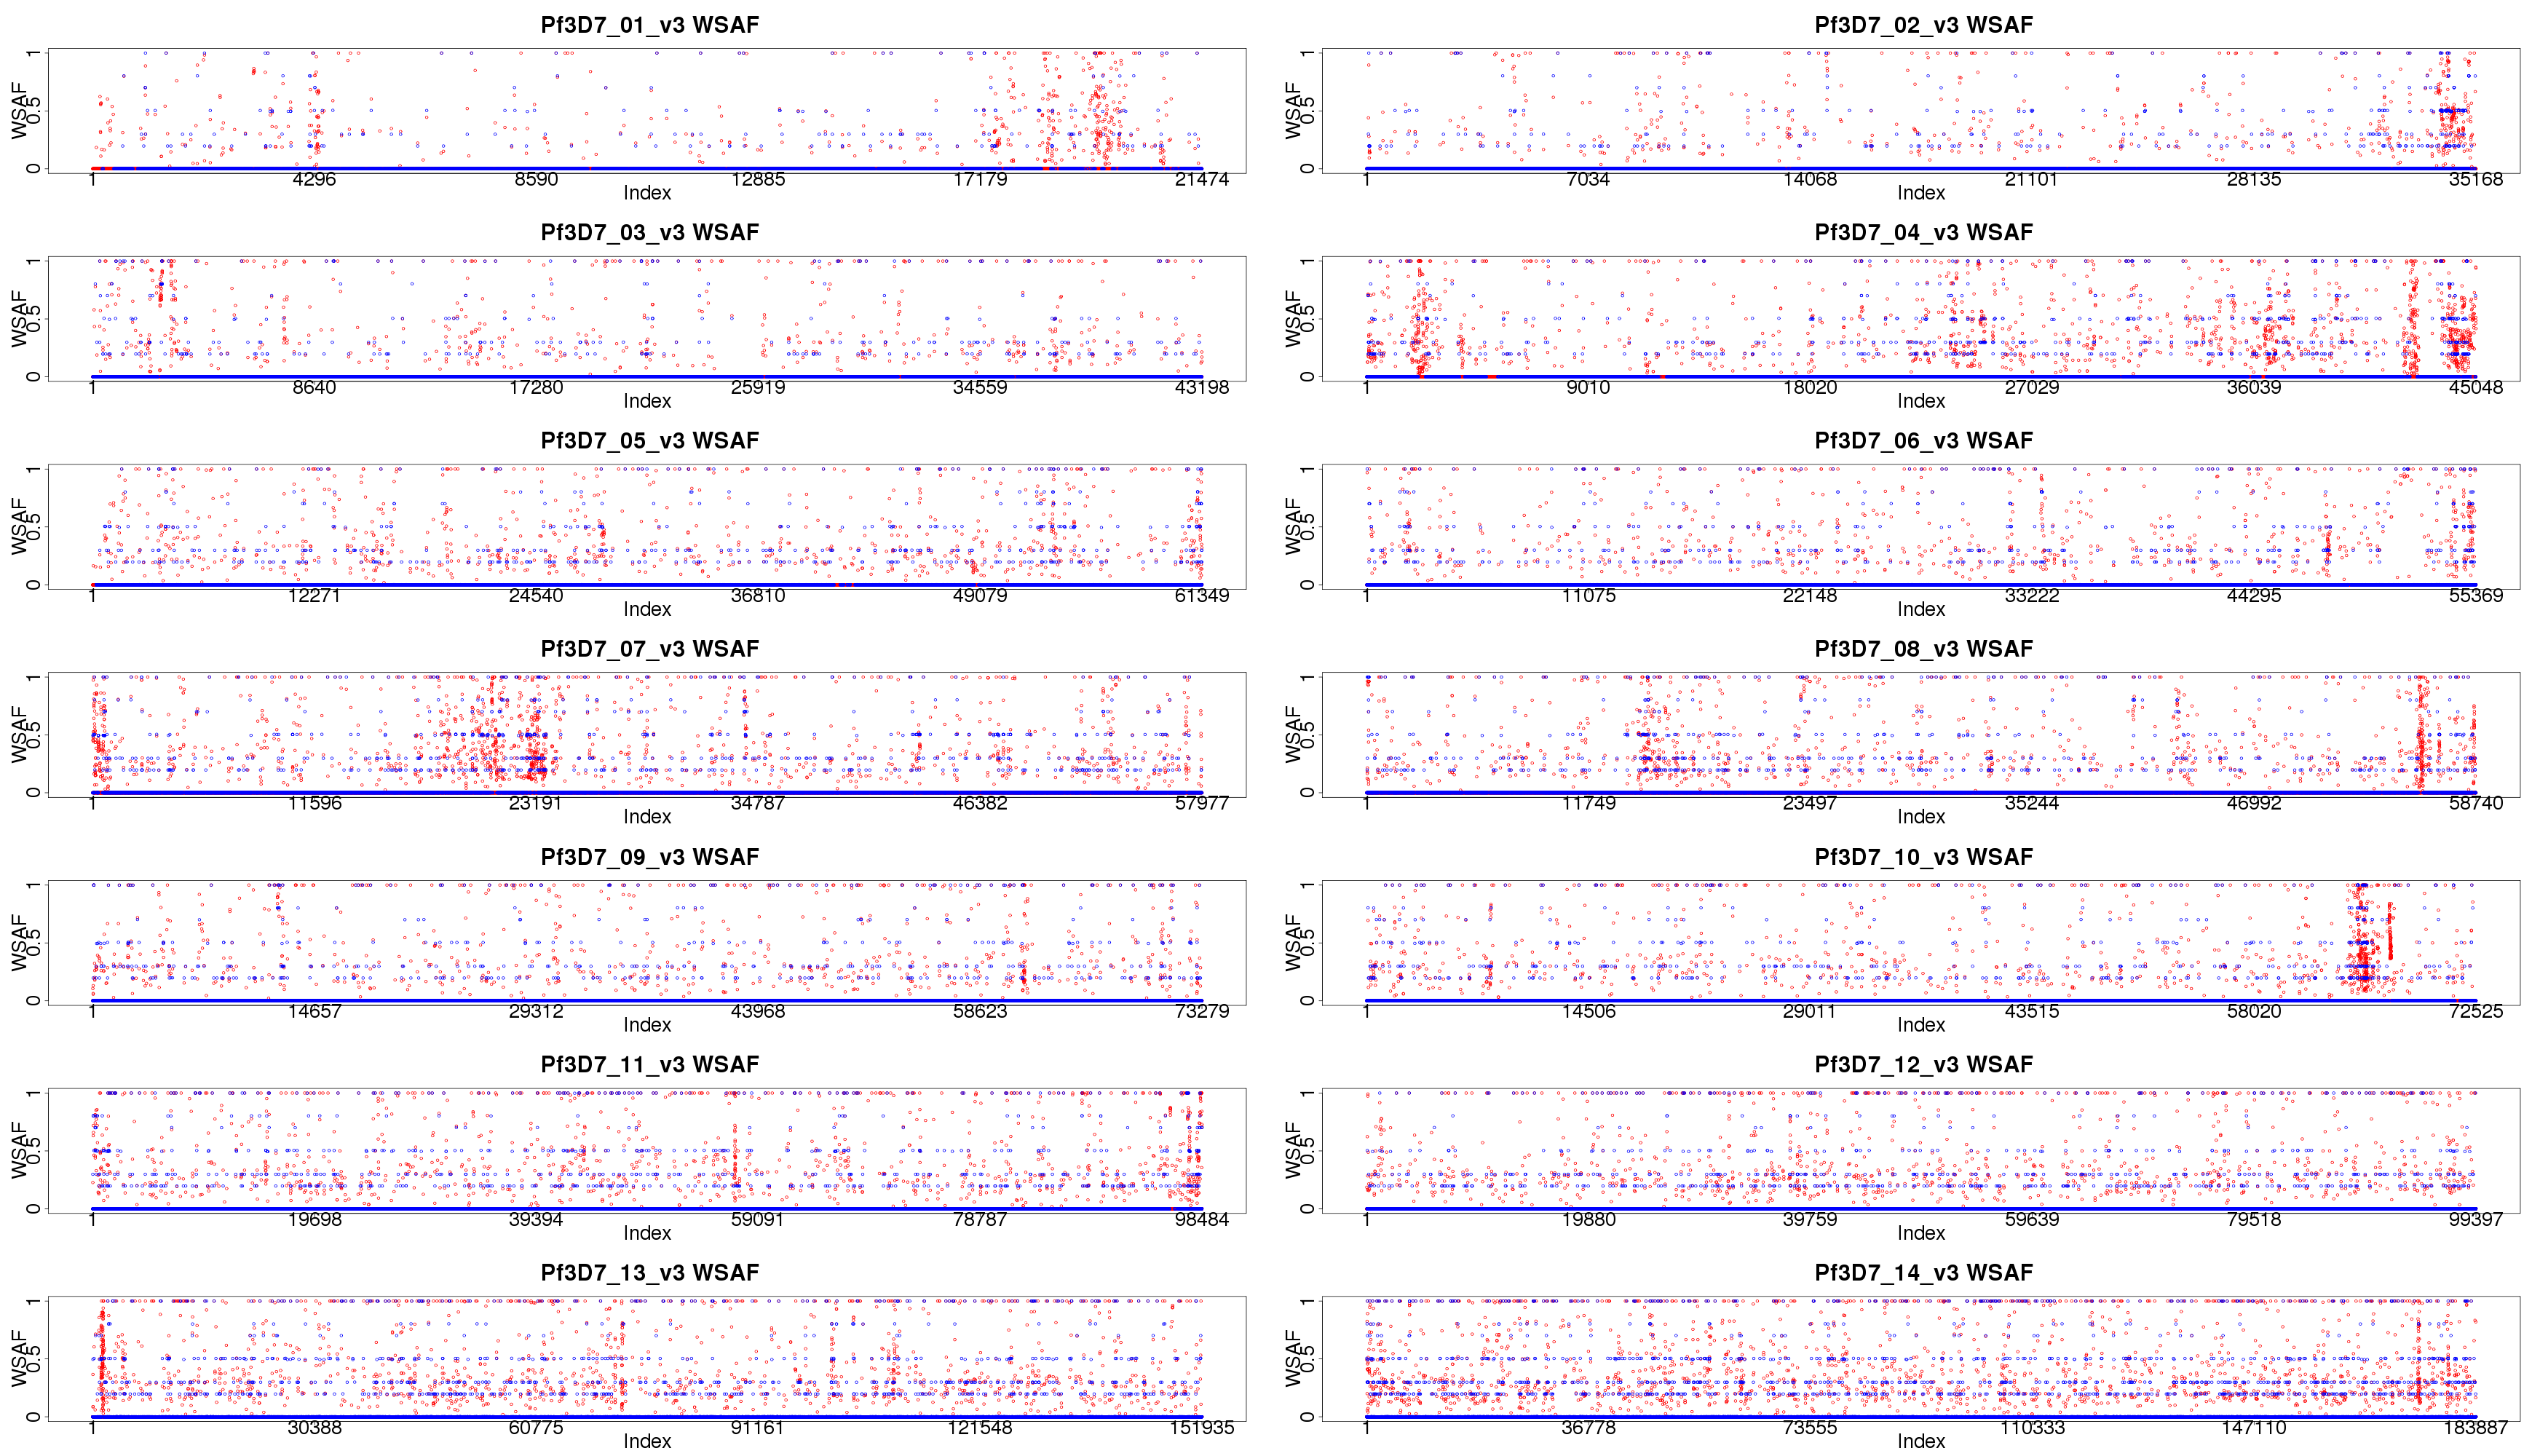 Pf3D7_01_v3 WSAF
WSAF
0 0.5 1
1 4296 8590 12885 17179 21474
Index
Pf3D7_02_v3 WSAF
WSAF
0 0.5 1
1 7034 14068 21101 28135 35168
Index
Pf3D7_03_v3 WSAF
WSAF
0 0.5 1
1 8640 17280 25919 34559 43198
Index
Pf3D7_04_v3 WSAF
WSAF
0 0.5 1
1 9010 18020 27029 36039 45048
Index
Pf3D7_05_v3 WSAF
WSAF
0 0.5 1
1 12271 24540 36810 49079 61349
Index
Pf3D7_06_v3 WSAF
WSAF
0 0.5 1
1 11075 22148 33222 44295 55369
Index
Pf3D7_07_v3 WSAF
WSAF
0 0.5 1
1 11596 23191 34787 46382 57977
Index
Pf3D7_08_v3 WSAF
WSAF
0 0.5 1
1 11749 23497 35244 46992 58740
Index
Pf3D7_09_v3 WSAF
WSAF
0 0.5 1
1 14657 29312 43968 58623 73279
Index
Pf3D7_10_v3 WSAF
WSAF
0 0.5 1
1 14506 29011 43515 58020 72525
Index
Pf3D7_11_v3 WSAF
WSAF
0 0.5 1
1 19698 39394 59091 78787 98484
Index
Pf3D7_12_v3 WSAF
WSAF
0 0.5 1
1 19880 39759 59639 79518 99397
Index
Pf3D7_13_v3 WSAF
WSAF
0 0.5 1
1 30388 60775 91161 121548 151935
Index
Pf3D7_14_v3 WSAF
WSAF
0 0.5 1
1 36778 73555 110333 147110 183887
Index